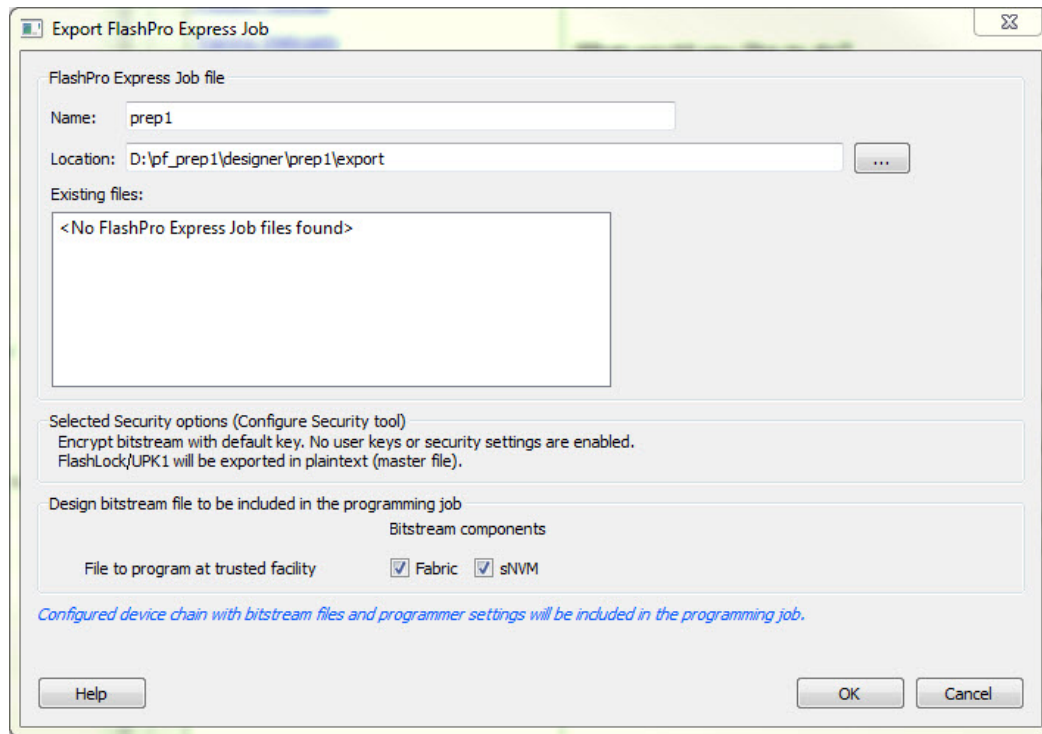 Export FlashPro Express Job
FlashPro Express Job file
Name: prep1
Location: D:\pf_prep1\designer\prep1\export ...
Existing files:
<No FlashPro Express Job files found>
Selected Security options (Configure Security tool)
Encrypt bitstream with default key. No user keys or security settings are enabled.
FlashLock/UPK1 will be exported in plaintext (master file).
Design bitstream file to be included in the programming job
Bitstream components
File to program at trusted facility Fabric sNVM
Configured device chain with bitstream files and programmer settings will be included in the programming job.
Help OK Cancel